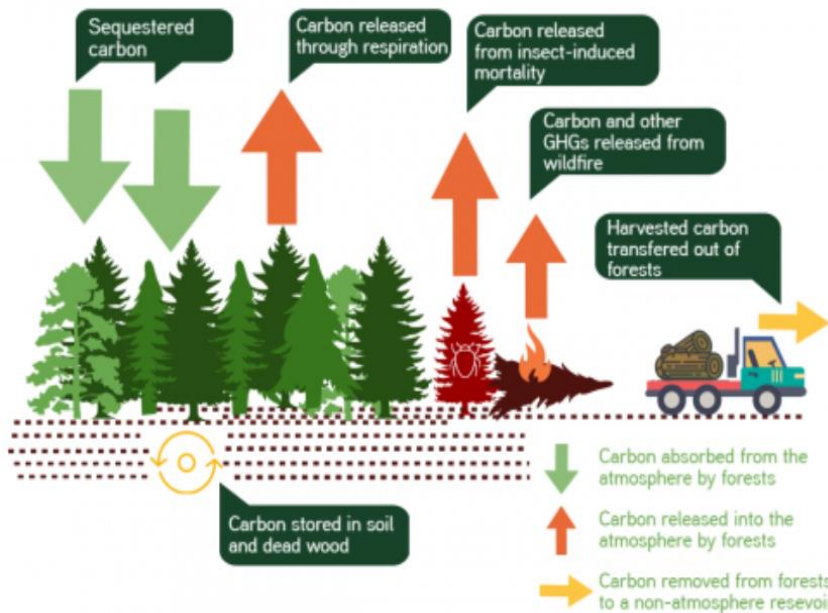 Sequestered
carbon
Carbon released
through respiration
Carbon released
from insect-induced
mortality
Carbon and other
GHGs released from
wildfire
Harvested carbon
transfered out of
forests
Carbon stored in soil
and dead wood
Carbon absorbed from the
atmosphere by forests
Carbon released into the
atmosphere by forests
Carbon removed from forests
to a non-atmosphere resevoi